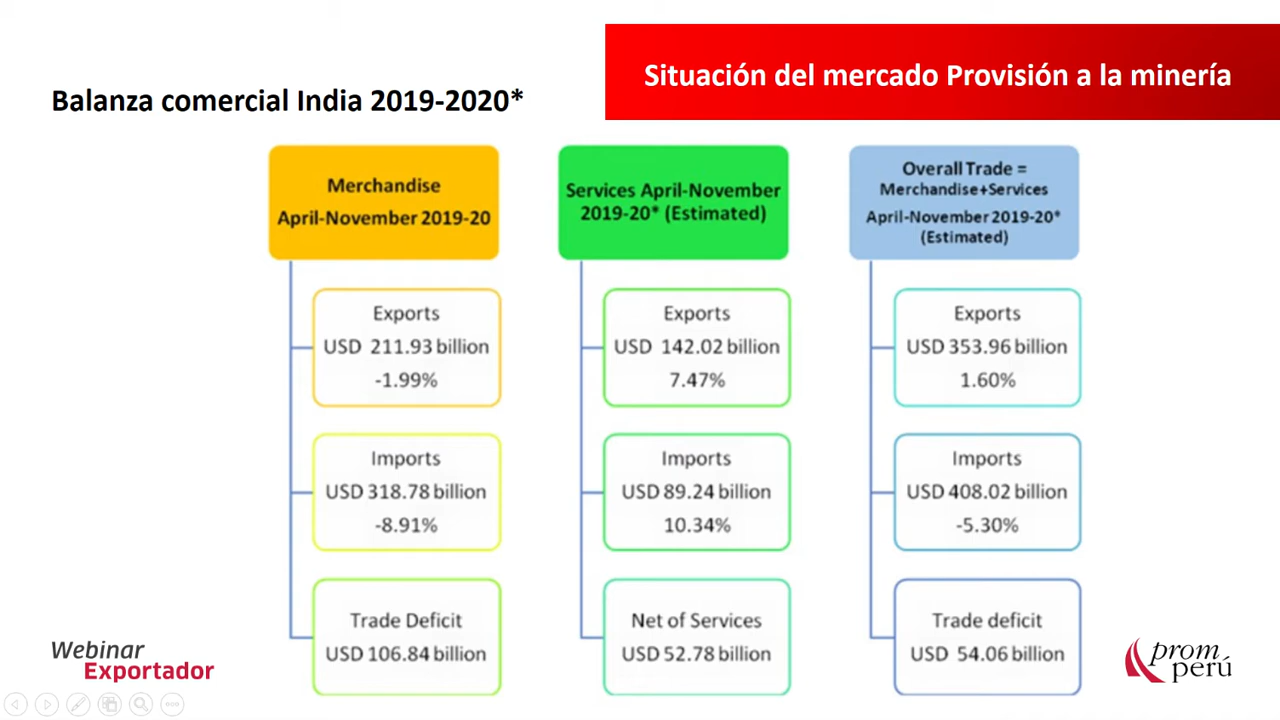 Situación del mercado Provisión a la minería
Balanza comercial India 2019-2020*
Merchandise
April-November 2019-20
Exports
USD 211.93 billion
-1.99%
Imports
USD 318.78 billion
-8.91%
Trade Deficit
USD 106.84 billion
Services April-November
2019-20* (Estimated)
Exports
USD 142.02 billion
7.47%
Imports
USD 89.24 billion
10.34%
Net of Services
USD 52.78 billion
Overall Trade =
Merchandise+Services
April-November 2019-20*
(Estimated)
Exports
USD 353.96 billion
1.60%
Imports
USD 408.02 billion
-5.30%
Trade deficit
USD 54.06 billion
Webinar
Exportador
prom
perú